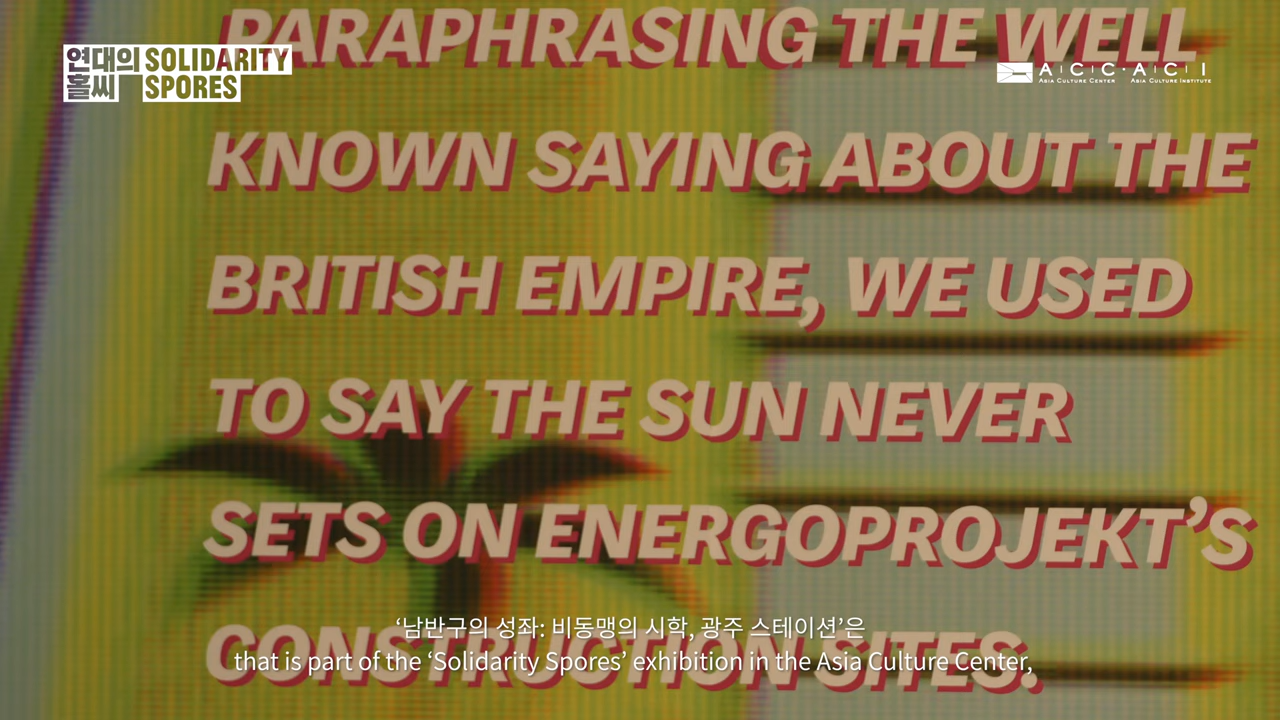 PARAPHRASING THE WELL
연대의 SOLIDARITY
홀씨 SPORES
A|C|C·A|C|I
ASIA CULTURE CENTER ASIA CULTURE INSTITUTE
KNOWN SAYING ABOUT THE
BRITISH EMPIRE, WE USED
TO SAY THE SUN NEVER
SETS ON ENERGOPROJEKT’S
CONSTRUCTION SITES.
‘남반구의 성좌: 비동맹의 시학, 광주 스테이션’은
that is part of the ‘Solidarity Spores’ exhibition in the Asia Culture Center,